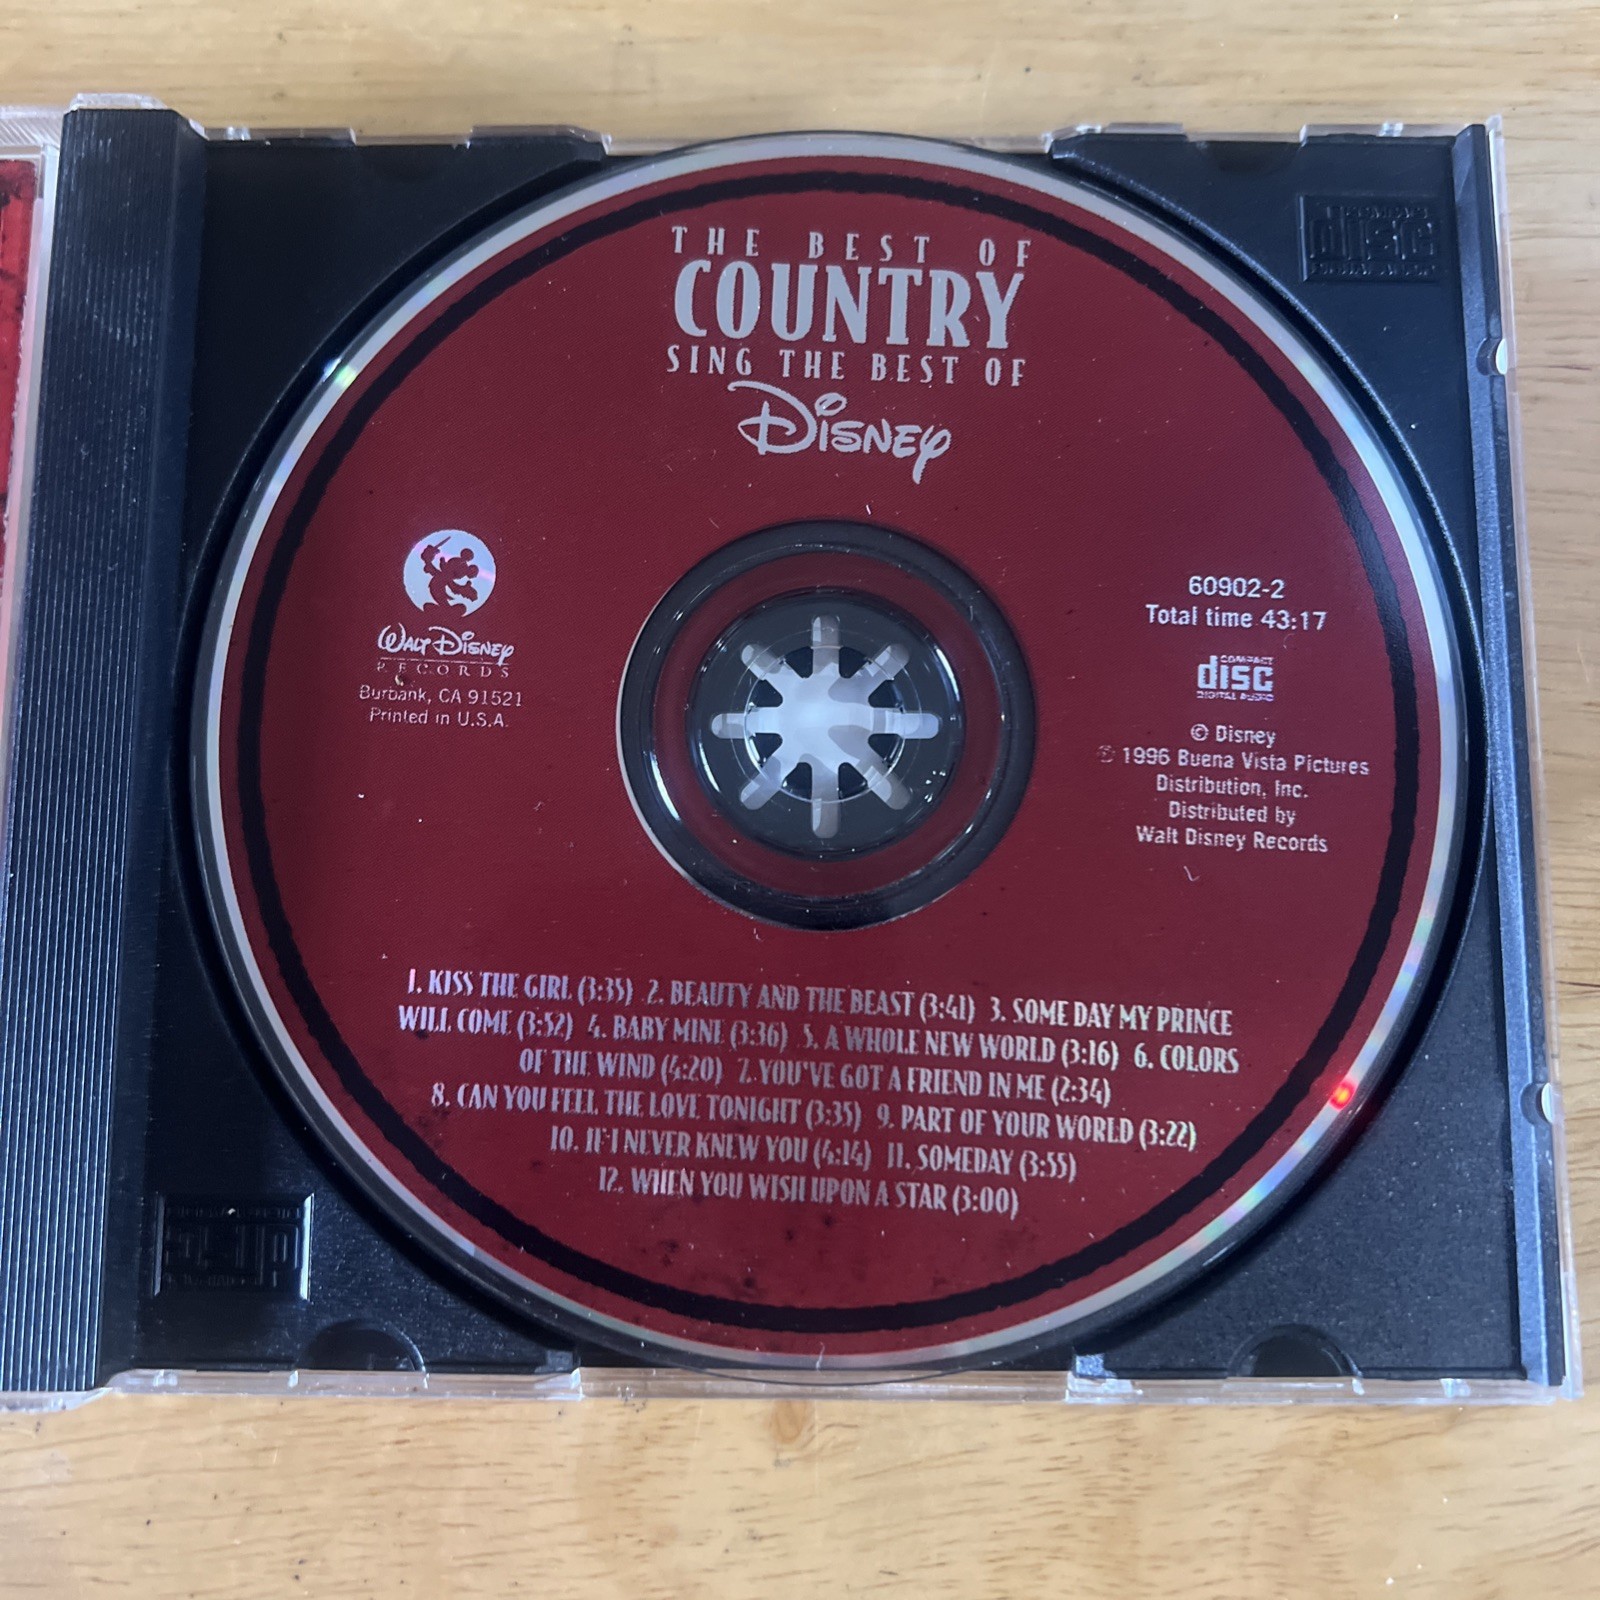 THE BEST OF
COUNTRY
SING THE BEST OF
DISNEY
WALT DISNEY
RECORDS
Burbank, CA 91521
Printed in U.S.A.
60902-2
Total time 43:17
COMPACT
disc
DIGITAL AUDIO
© Disney
℗ 1996 Buena Vista Pictures
Distribution, Inc.
Distributed by
Walt Disney Records
1. KISS THE GIRL (3:35) 2. BEAUTY AND THE BEAST (3:41) 3. SOME DAY MY PRINCE
WILL COME (3:52) 4. BABY MINE (3:36) 5. A WHOLE NEW WORLD (3:16) 6. COLORS
OF THE WIND (4:20) 7. YOU'VE GOT A FRIEND IN ME (2:34)
8. CAN YOU FEEL THE LOVE TONIGHT (3:35) 9. PART OF YOUR WORLD (3:22)
10. IF I NEVER KNEW YOU (4:14) 11. SOMEDAY (3:55)
12. WHEN YOU WISH UPON A STAR (3:00)
disc
disc